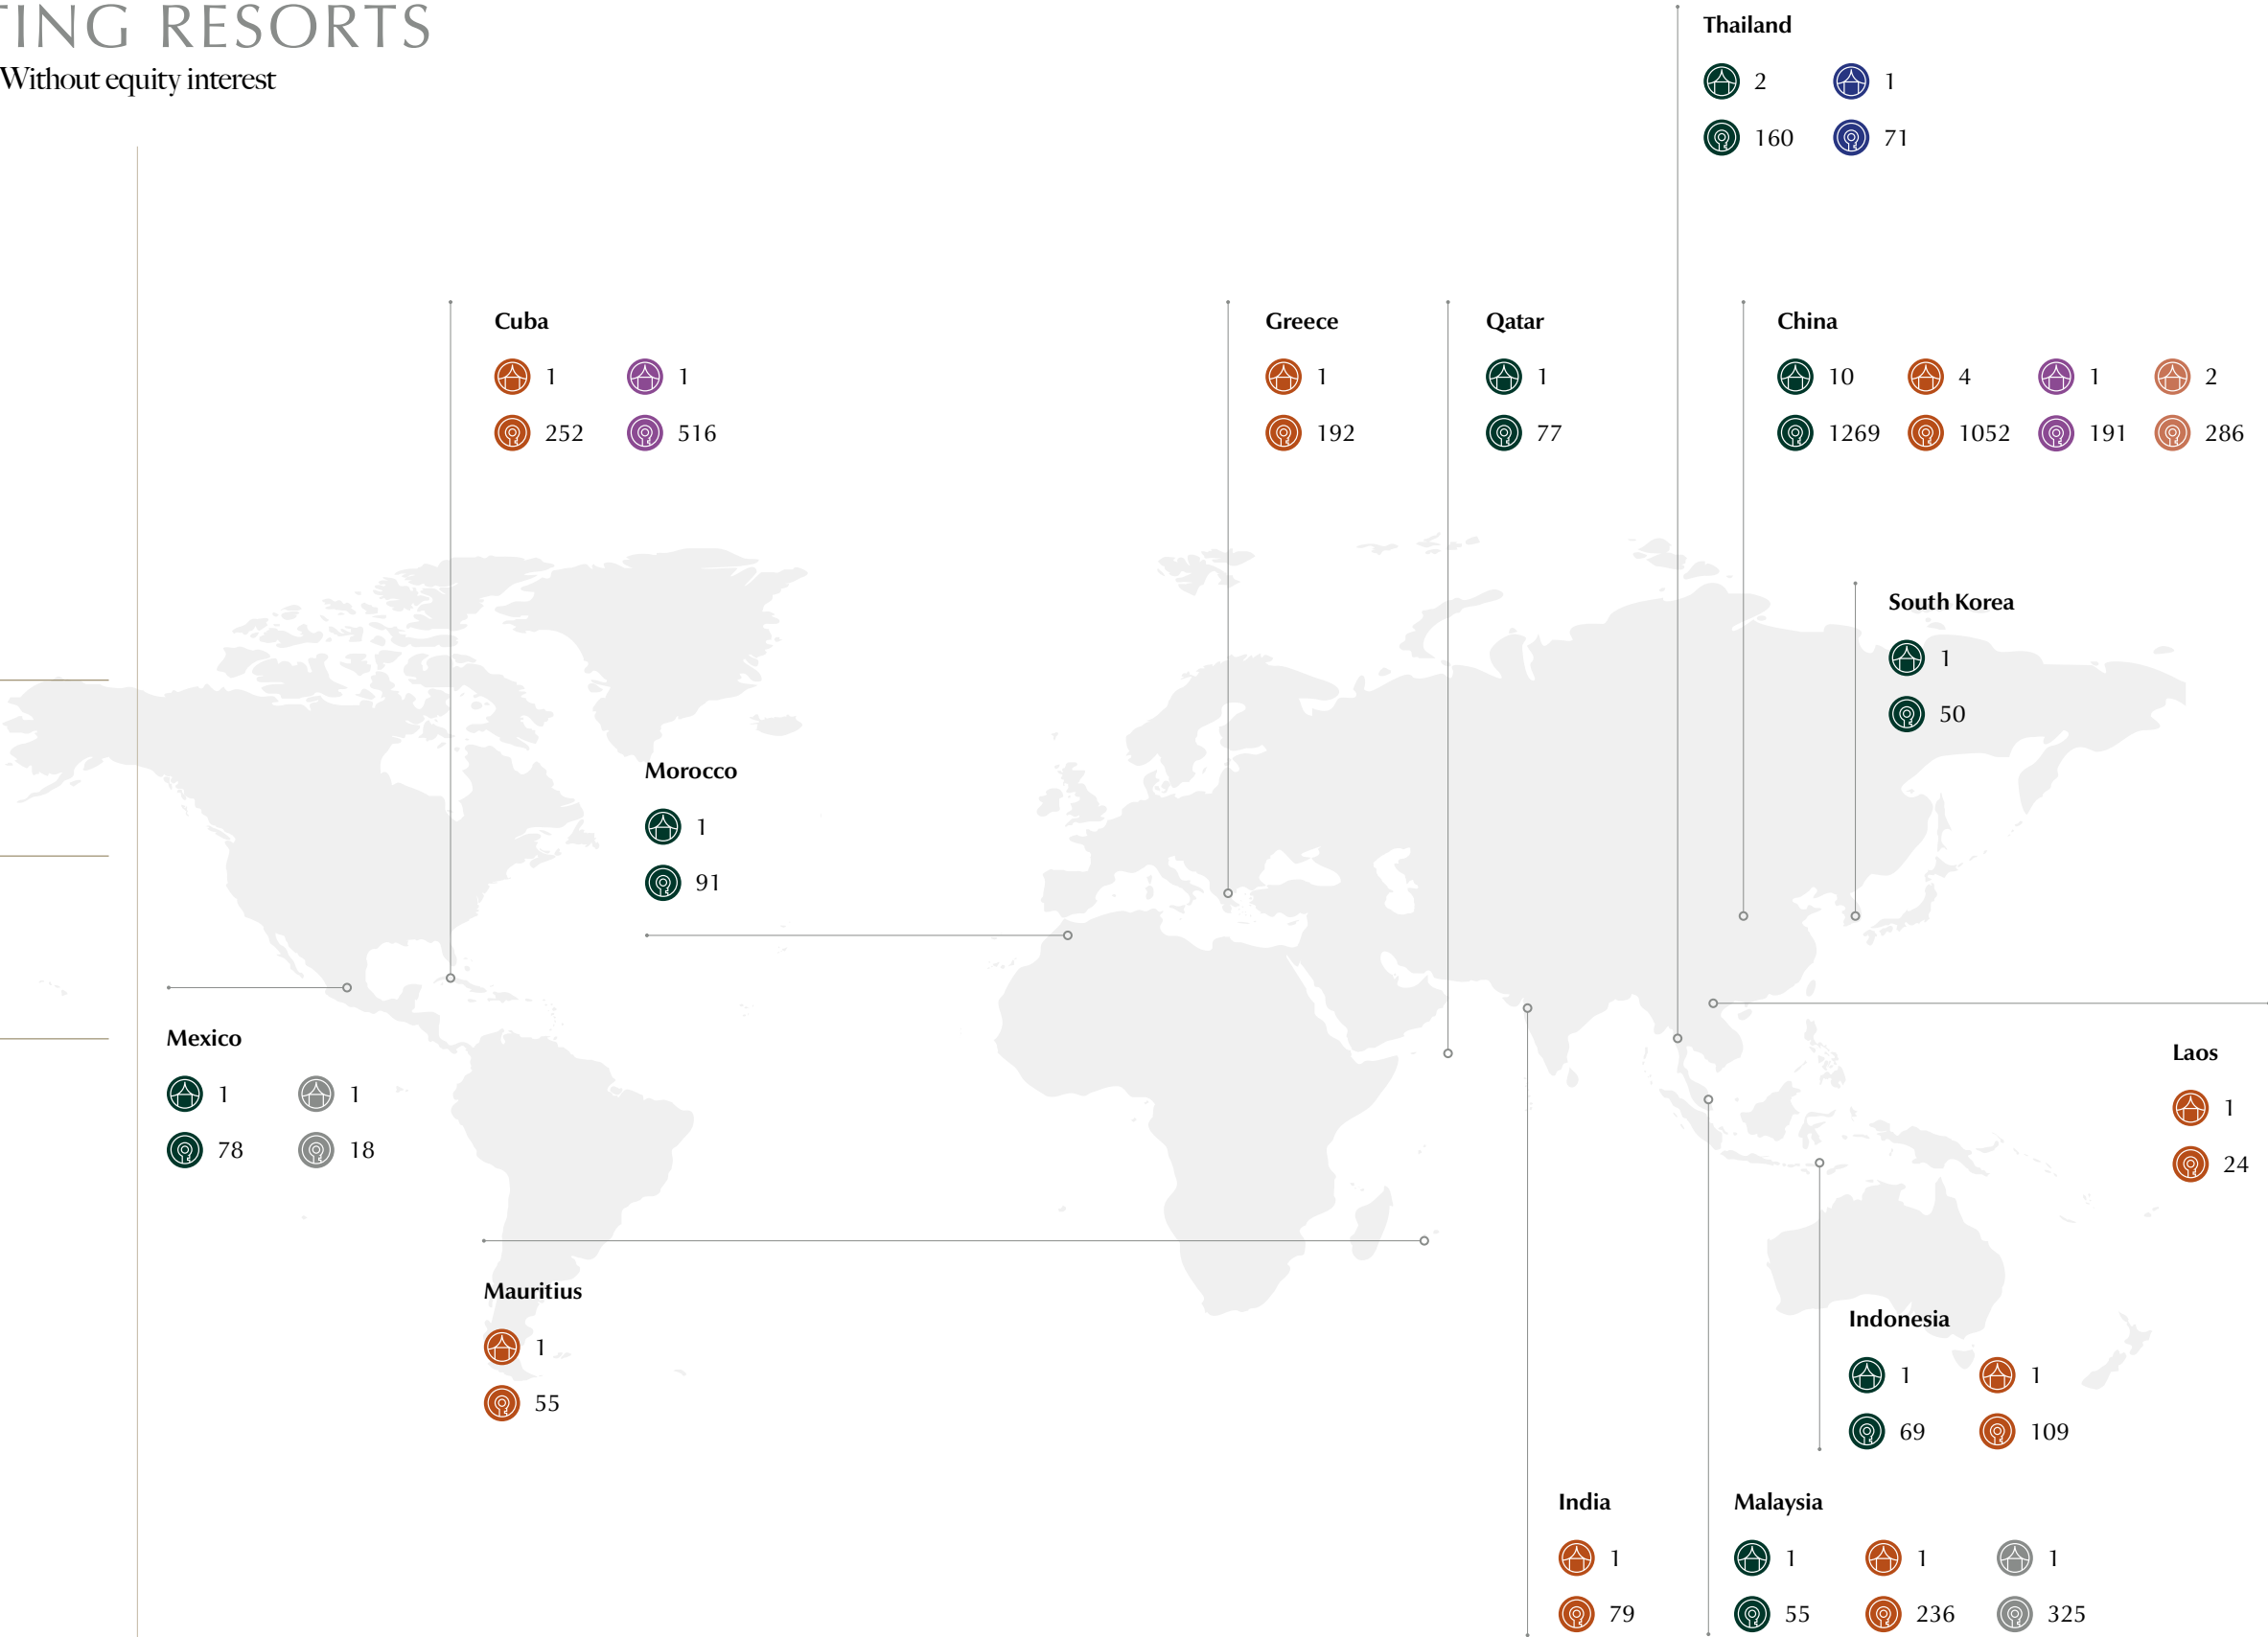 TING RESORTS
Without equity interest
Thailand
2 1
160 71
Cuba
1 1
252 516
Greece
1
192
Qatar
1
77
China
10 4 1 2
1269 1052 191 286
South Korea
1
50
Morocco
1
91
Mexico
1 1
78 18
Laos
1
24
Mauritius
1
55
Indonesia
1 1
69 109
India
1
79
Malaysia
1 1 1
55 236 325